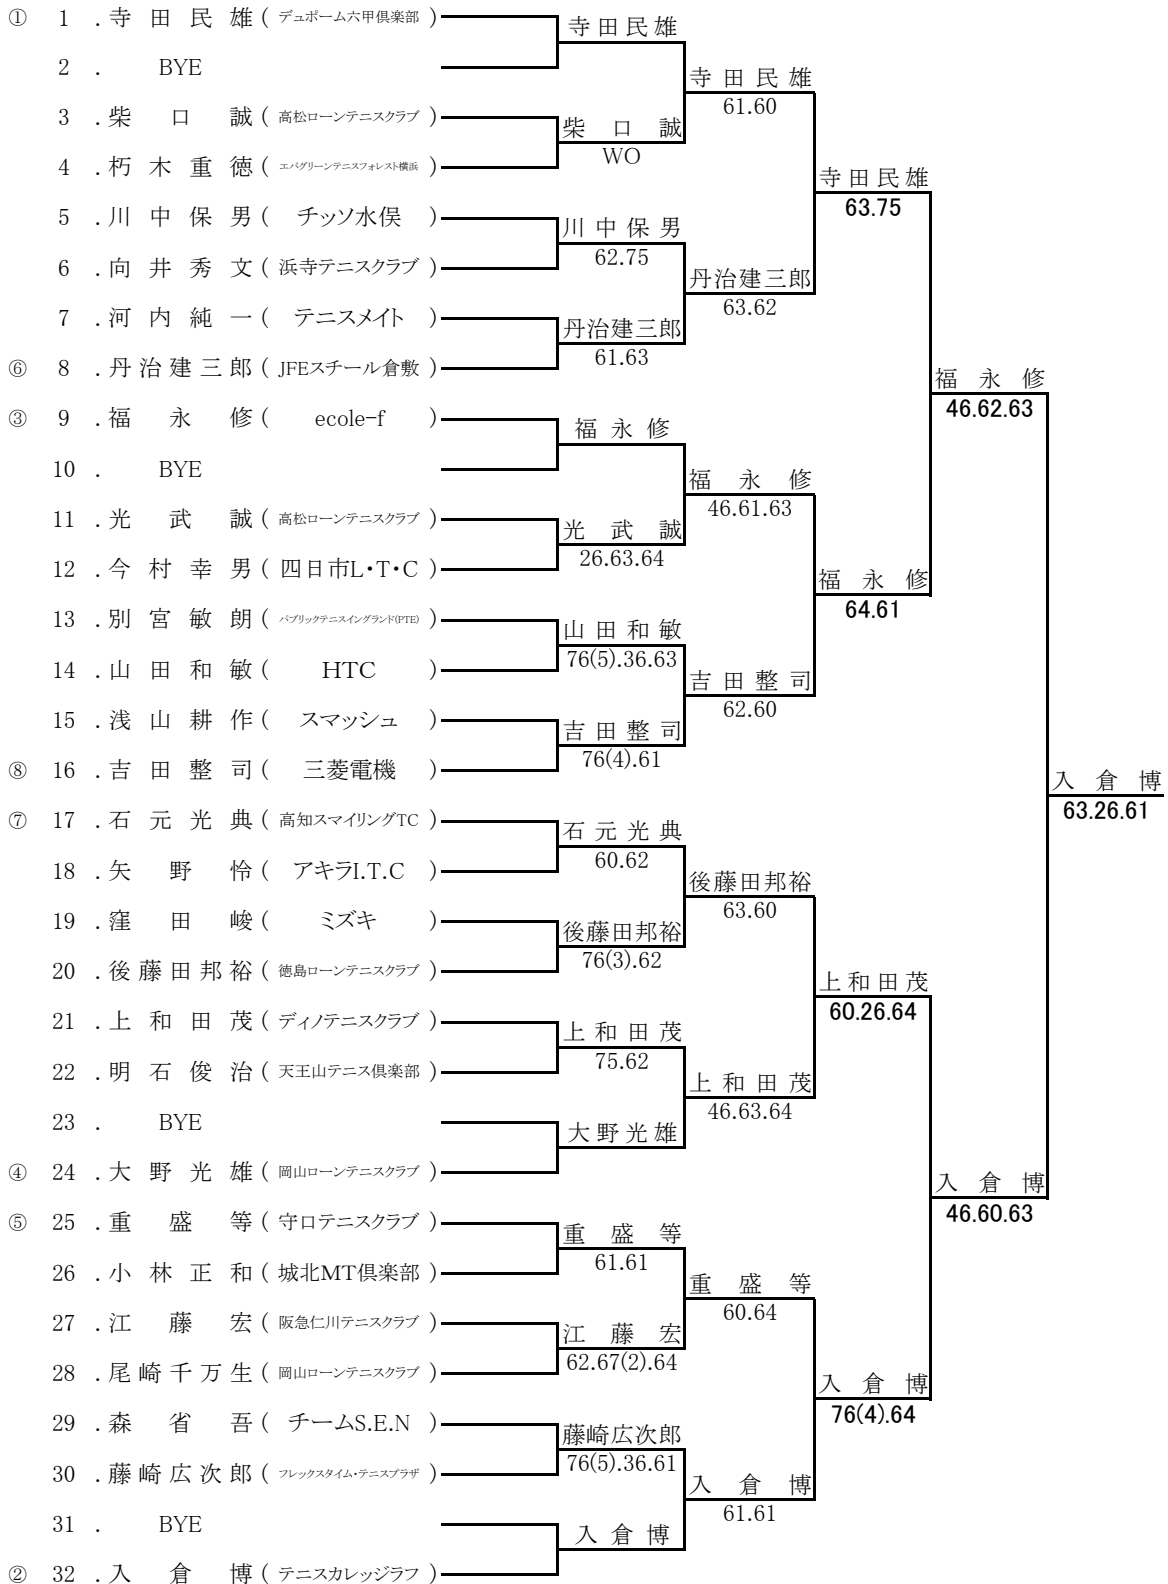 ① 1 . 寺田民雄 ( デュポーム六甲倶楽部 )
寺田民雄
2 . BYE
寺田民雄
61.60
3 . 柴口誠 ( 高松ローンテニスクラブ )
柴口誠
WO
4 . 朽木重徳 ( エバグリーンテニスフォレスト横浜 )
寺田民雄
63.75
5 . 川中保男 ( チッソ水俣 )
川中保男
62.75
6 . 向井秀文 ( 浜寺テニスクラブ )
丹治建三郎
63.62
7 . 河内純一 ( テニスメイト )
丹治建三郎
61.63
⑥ 8 . 丹治建三郎 ( JFEスチール倉敷 )
福永修
46.62.63
③ 9 . 福永修 ( ecole-f )
福永修
10 . BYE
福永修
46.61.63
11 . 光武誠 ( 高松ローンテニスクラブ )
光武誠
26.63.64
12 . 今村幸男 ( 四日市L・T・C )
福永修
64.61
13 . 別宮敏朗 ( パブリックテニスイングランド(PTE) )
山田和敏
76(5).36.63
14 . 山田和敏 ( HTC )
吉田整司
62.60
15 . 浅山耕作 ( スマッシュ )
吉田整司
76(4).61
⑧ 16 . 吉田整司 ( 三菱電機 )
入倉博
63.26.61
⑦ 17 . 石元光典 ( 高知スマイリングTC )
石元光典
60.62
18 . 矢野怜 ( アキラI.T.C )
後藤田邦裕
63.60
19 . 窪田峻 ( ミズキ )
後藤田邦裕
76(3).62
20 . 後藤田邦裕 ( 徳島ローンテニスクラブ )
上和田茂
60.26.64
21 . 上和田茂 ( ディノテニスクラブ )
上和田茂
75.62
22 . 明石俊治 ( 天王山テニス倶楽部 )
上和田茂
46.63.64
23 . BYE
大野光雄
④ 24 . 大野光雄 ( 岡山ローンテニスクラブ )
入倉博
46.60.63
⑤ 25 . 重盛等 ( 守口テニスクラブ )
重盛等
61.61
26 . 小林正和 ( 城北MT倶楽部 )
重盛等
60.64
27 . 江藤宏 ( 阪急仁川テニスクラブ )
江藤宏
62.67(2).64
28 . 尾崎千万生 ( 岡山ローンテニスクラブ )
入倉博
76(4).64
29 . 森省吾 ( チームS.E.N )
藤崎広次郎
76(5).36.61
30 . 藤崎広次郎 ( フレックスタイム・テニスプラザ )
入倉博
61.61
31 . BYE
入倉博
② 32 . 入倉博 ( テニスカレッジラフ )